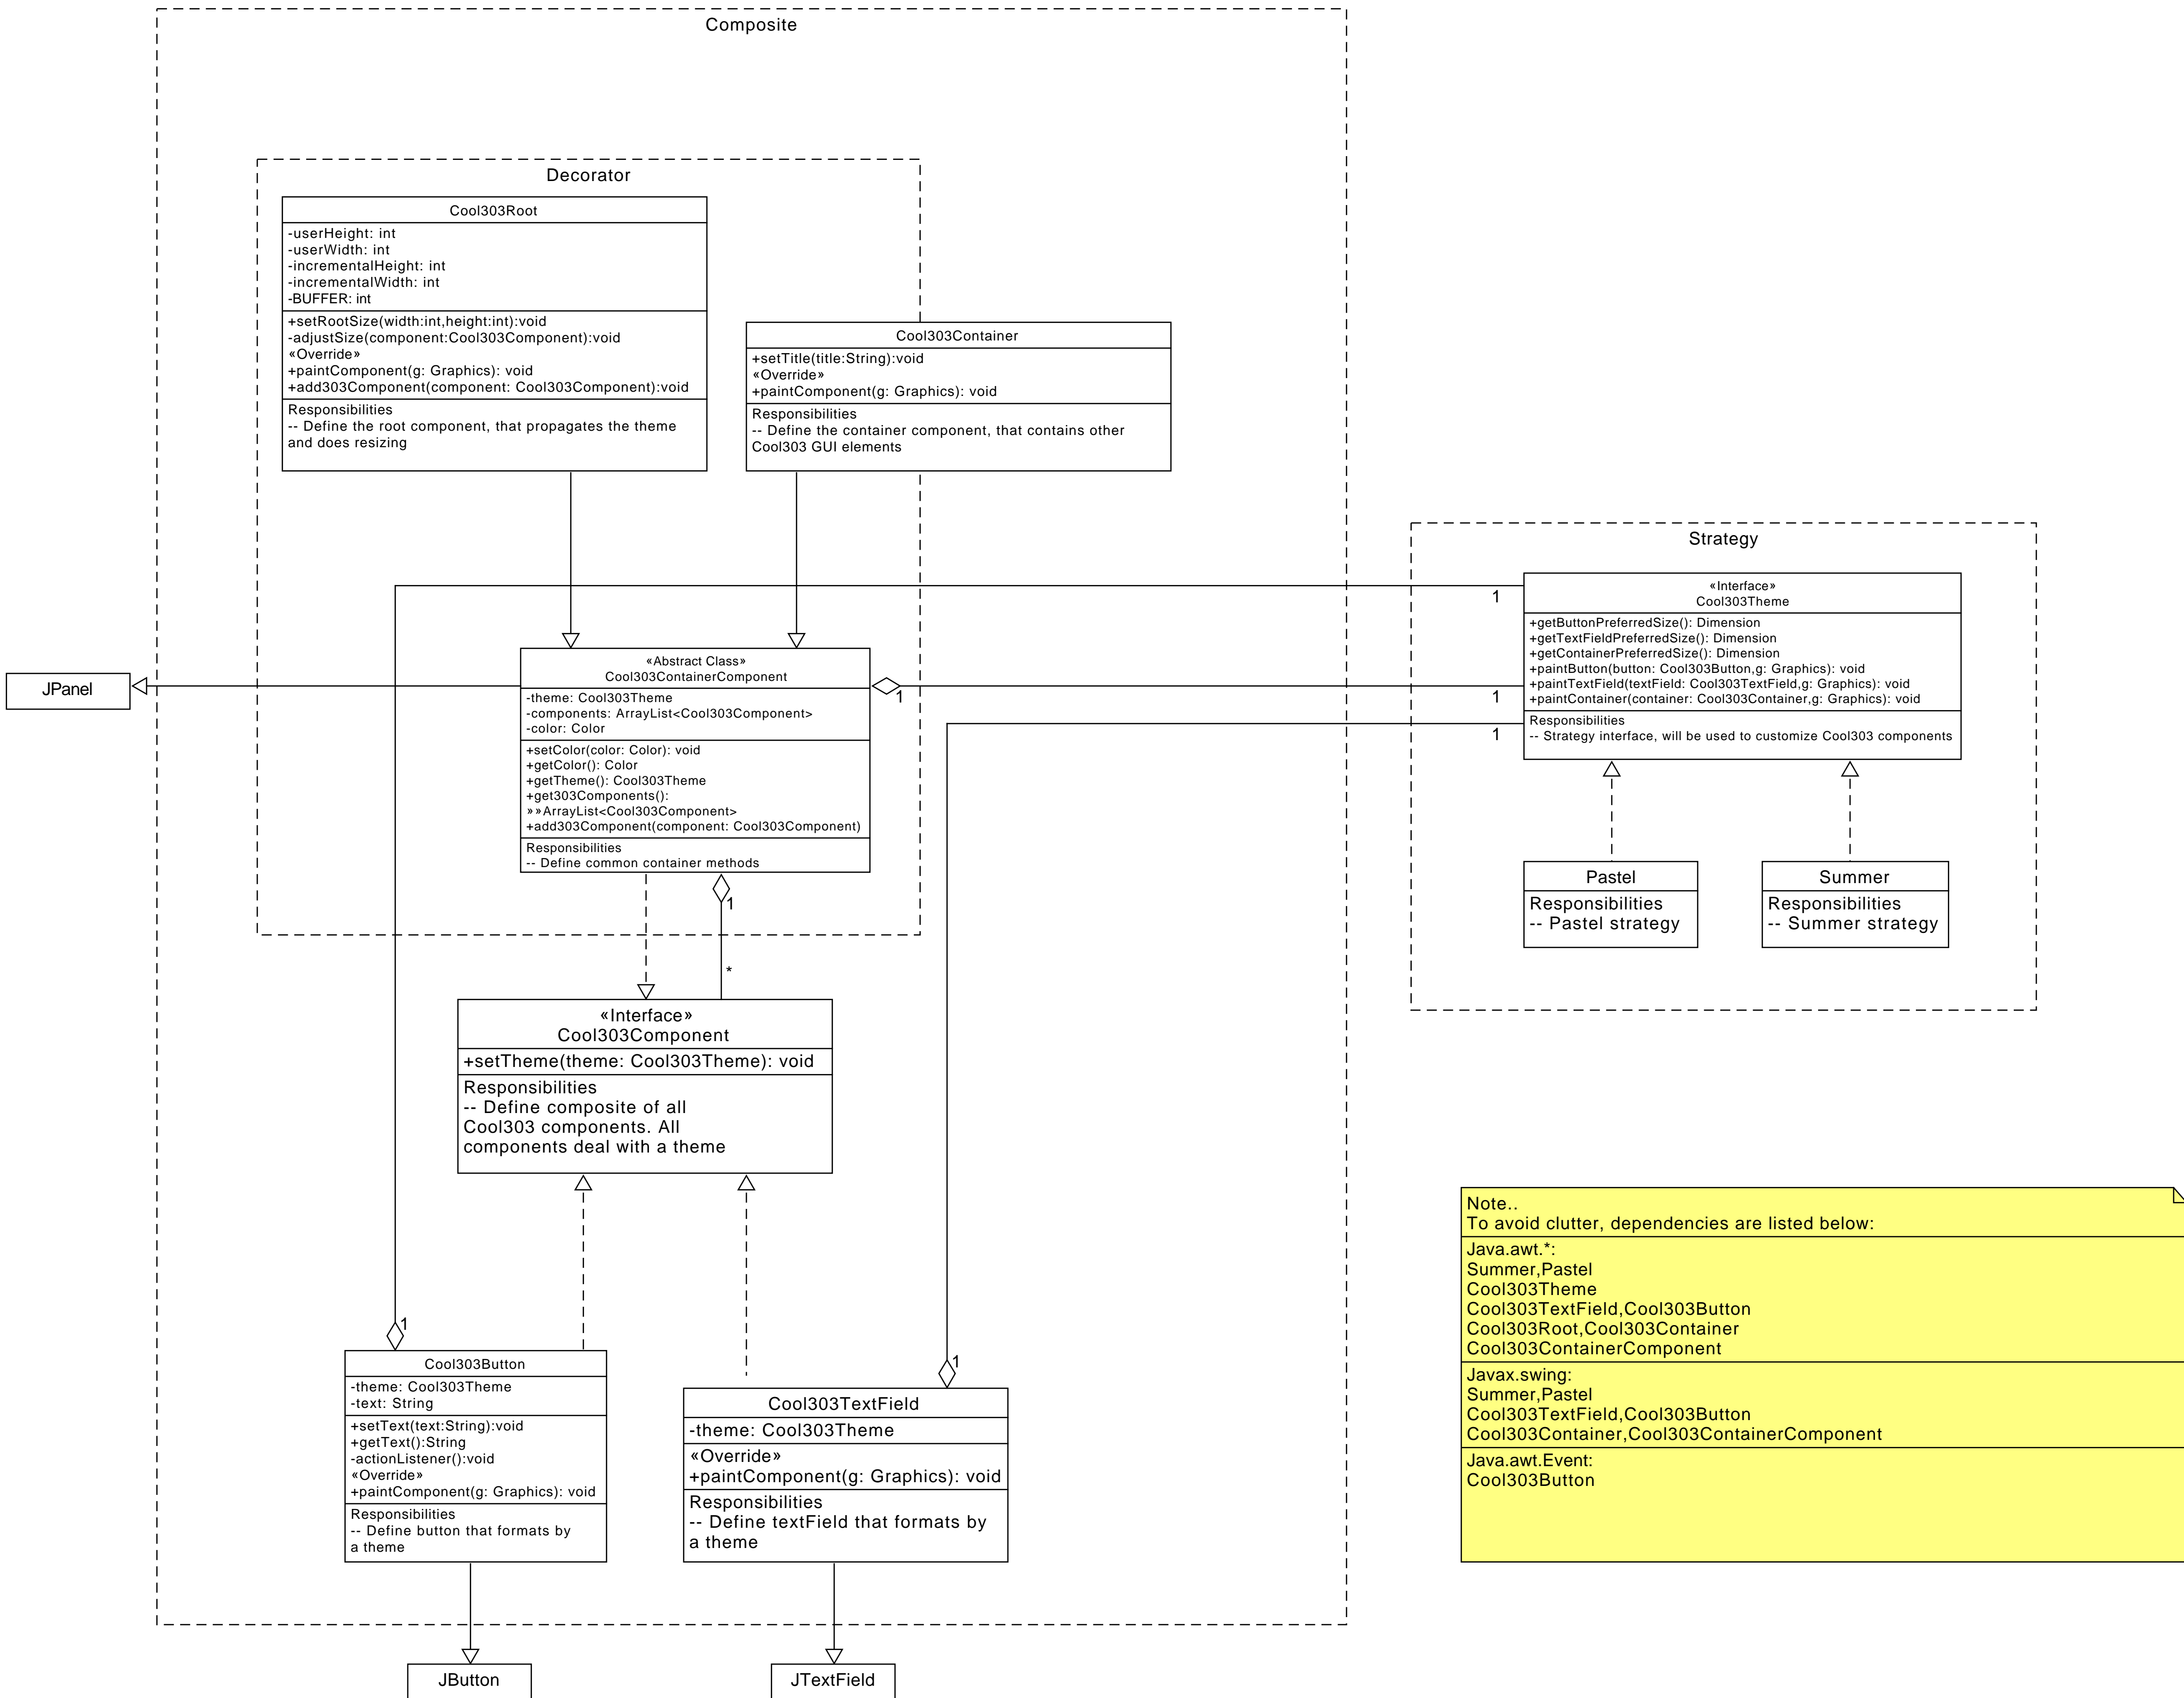 Composite
Decorator
Cool303Root
-userHeight: int
-userWidth: int
-incrementalHeight: int
-incrementalWidth: int
-BUFFER: int
+setRootSize(width:int,height:int):void
-adjustSize(component:Cool303Component):void
«Override»
+paintComponent(g: Graphics): void
+add303Component(component: Cool303Component):void
Responsibilities
-- Define the root component, that propagates the theme
and does resizing
Cool303Container
+setTitle(title:String):void
«Override»
+paintComponent(g: Graphics): void
Responsibilities
-- Define the container component, that contains other
Cool303 GUI elements
Strategy
«Interface»
Cool303Theme
+getButtonPreferredSize(): Dimension
+getTextFieldPreferredSize(): Dimension
+getContainerPreferredSize(): Dimension
+paintButton(button: Cool303Button,g: Graphics): void
+paintTextField(textField: Cool303TextField,g: Graphics): void
+paintContainer(container: Cool303Container,g: Graphics): void
Responsibilities
-- Strategy interface, will be used to customize Cool303 components
1
1
1
JPanel
«Abstract Class»
Cool303ContainerComponent
-theme: Cool303Theme
-components: ArrayList<Cool303Component>
-color: Color
+setColor(color: Color): void
+getColor(): Color
+getTheme(): Cool303Theme
+get303Components():
»»ArrayList<Cool303Component>
+add303Component(component: Cool303Component)
Responsibilities
-- Define common container methods
1
1
*
Pastel
Responsibilities
-- Pastel strategy
Summer
Responsibilities
-- Summer strategy
«Interface»
Cool303Component
+setTheme(theme: Cool303Theme): void
Responsibilities
-- Define composite of all
Cool303 components. All
components deal with a theme
Note..
To avoid clutter, dependencies are listed below:
Java.awt.*:
Summer,Pastel
Cool303Theme
Cool303TextField,Cool303Button
Cool303Root,Cool303Container
Cool303ContainerComponent
Javax.swing:
Summer,Pastel
Cool303TextField,Cool303Button
Cool303Container,Cool303ContainerComponent
Java.awt.Event:
Cool303Button
1
Cool303Button
-theme: Cool303Theme
-text: String
+setText(text:String):void
+getText():String
-actionListener():void
«Override»
+paintComponent(g: Graphics): void
Responsibilities
-- Define button that formats by
a theme
1
Cool303TextField
-theme: Cool303Theme
«Override»
+paintComponent(g: Graphics): void
Responsibilities
-- Define textField that formats by
a theme
JButton
JTextField